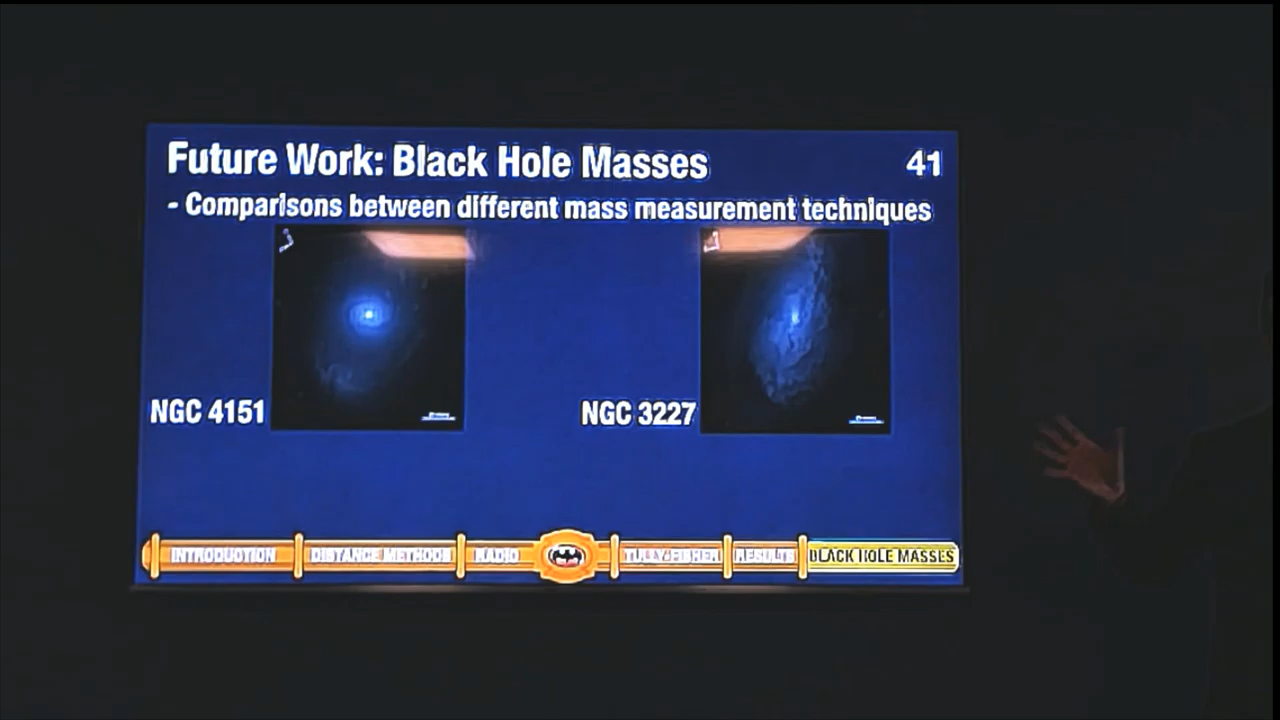 Future Work: Black Hole Masses
41
- Comparisons between different mass measurement techniques
NGC 4151
NGC 3227
INTRODUCTION
DISTANCE METHODS
RADIO
TULLY-FISHER
RESULTS
BLACK HOLE MASSES